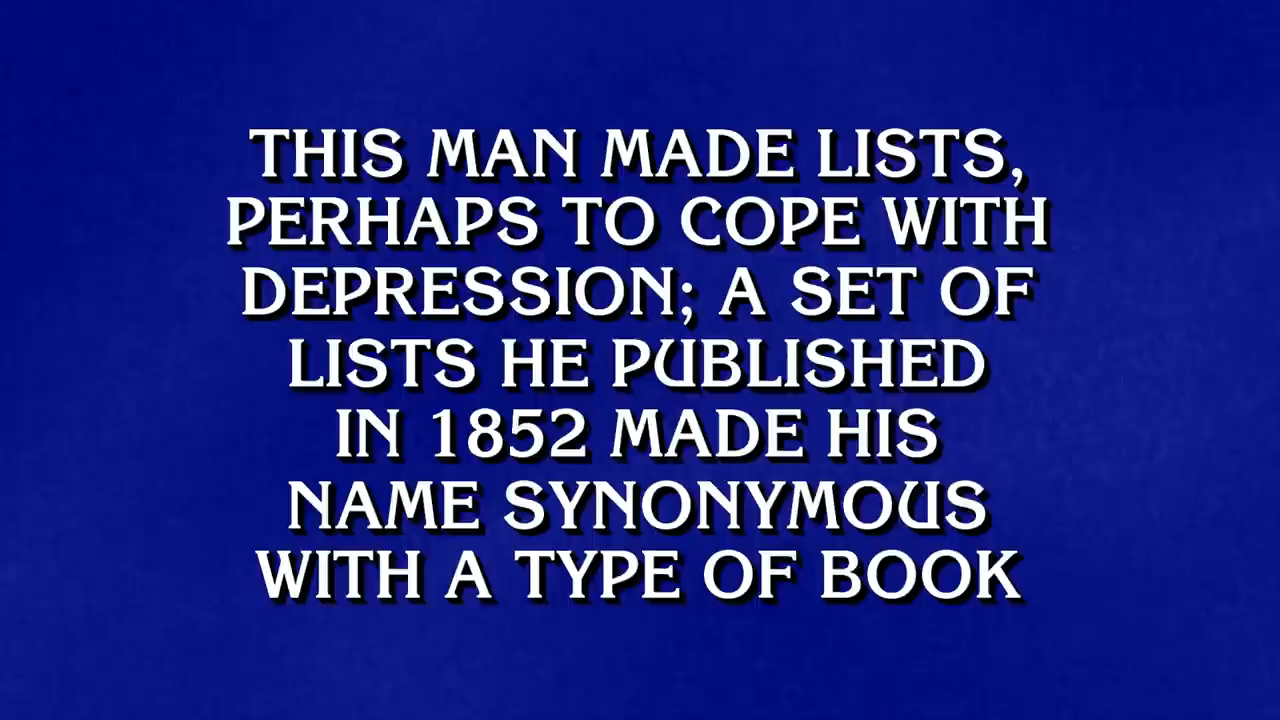 THIS MAN MADE LISTS,
PERHAPS TO COPE WITH
DEPRESSION; A SET OF
LISTS HE PUBLISHED
IN 1852 MADE HIS
NAME SYNONYMOUS
WITH A TYPE OF BOOK